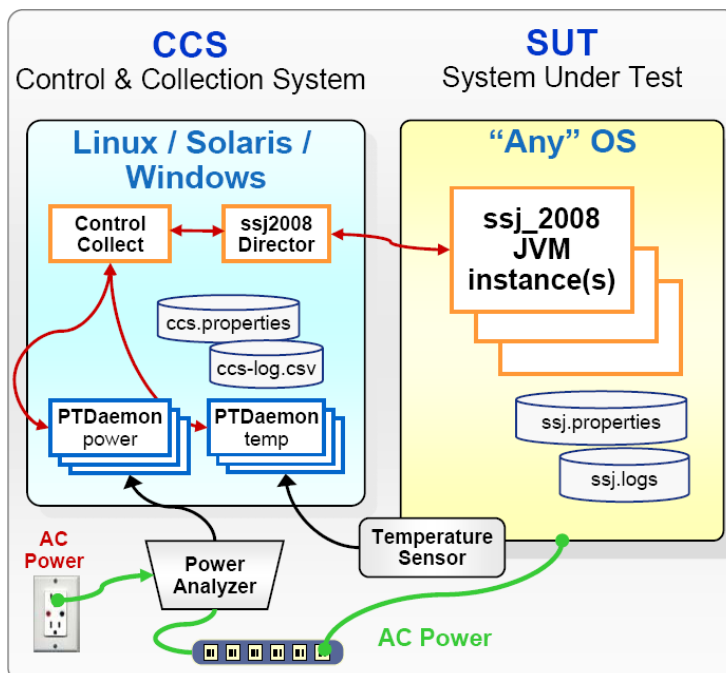 CCS
Control & Collection System
SUT
System Under Test
Linux / Solaris /
Windows
Control
Collect
ssj2008
Director
ccs.properties
ccs-log.csv
PTDaemon
power
PTDaemon
temp
“Any” OS
ssj_2008
JVM
instance(s)
ssj.properties
ssj.logs
AC
Power
Power
Analyzer
Temperature
Sensor
AC Power